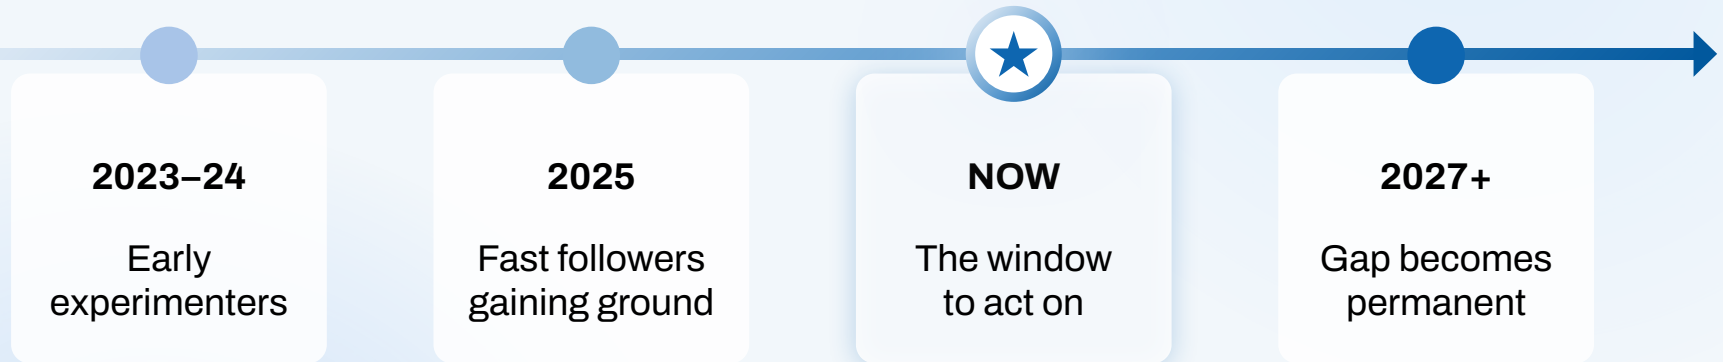 2023–24
Early
experimenters
2025
Fast followers
gaining ground
NOW
The window
to act on
2027+
Gap becomes
permanent